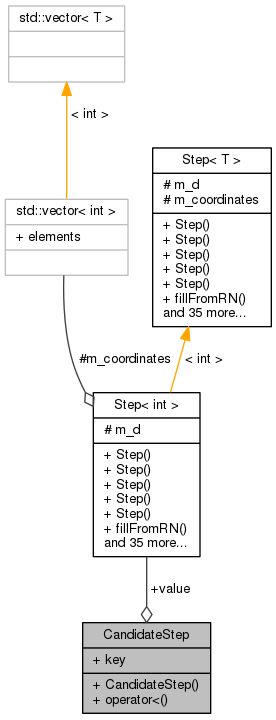 std::vector< T >
< int >
std::vector< int >
+ elements
Step< T >
# m_d
# m_coordinates
+ Step()
+ Step()
+ Step()
+ Step()
+ Step()
+ fillFromRN()
and 35 more...
#m_coordinates
< int >
Step< int >
# m_d
+ Step()
+ Step()
+ Step()
+ Step()
+ Step()
+ fillFromRN()
and 35 more...
+value
CandidateStep
+ key
+ CandidateStep()
+ operator<()